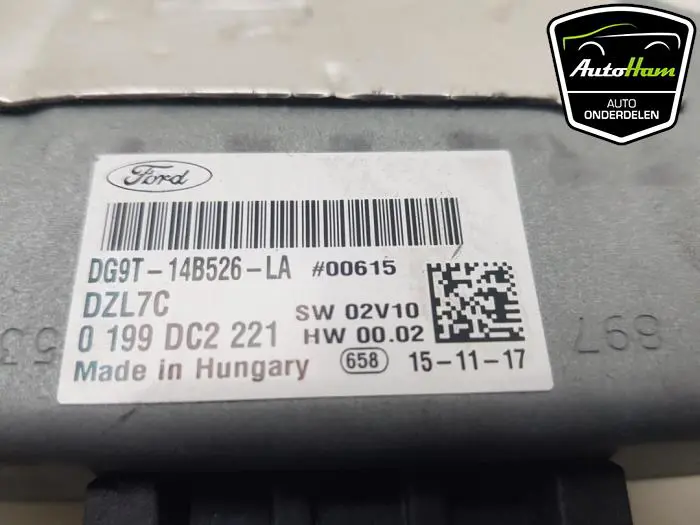 AutoHam
AUTO
ONDERDELEN
Ford
DG9T-14B526-LA #00615
DZL7C
SW 02V10
0 199 DC2 221
HW 00.02
Made in Hungary
658
15-11-17
697
53